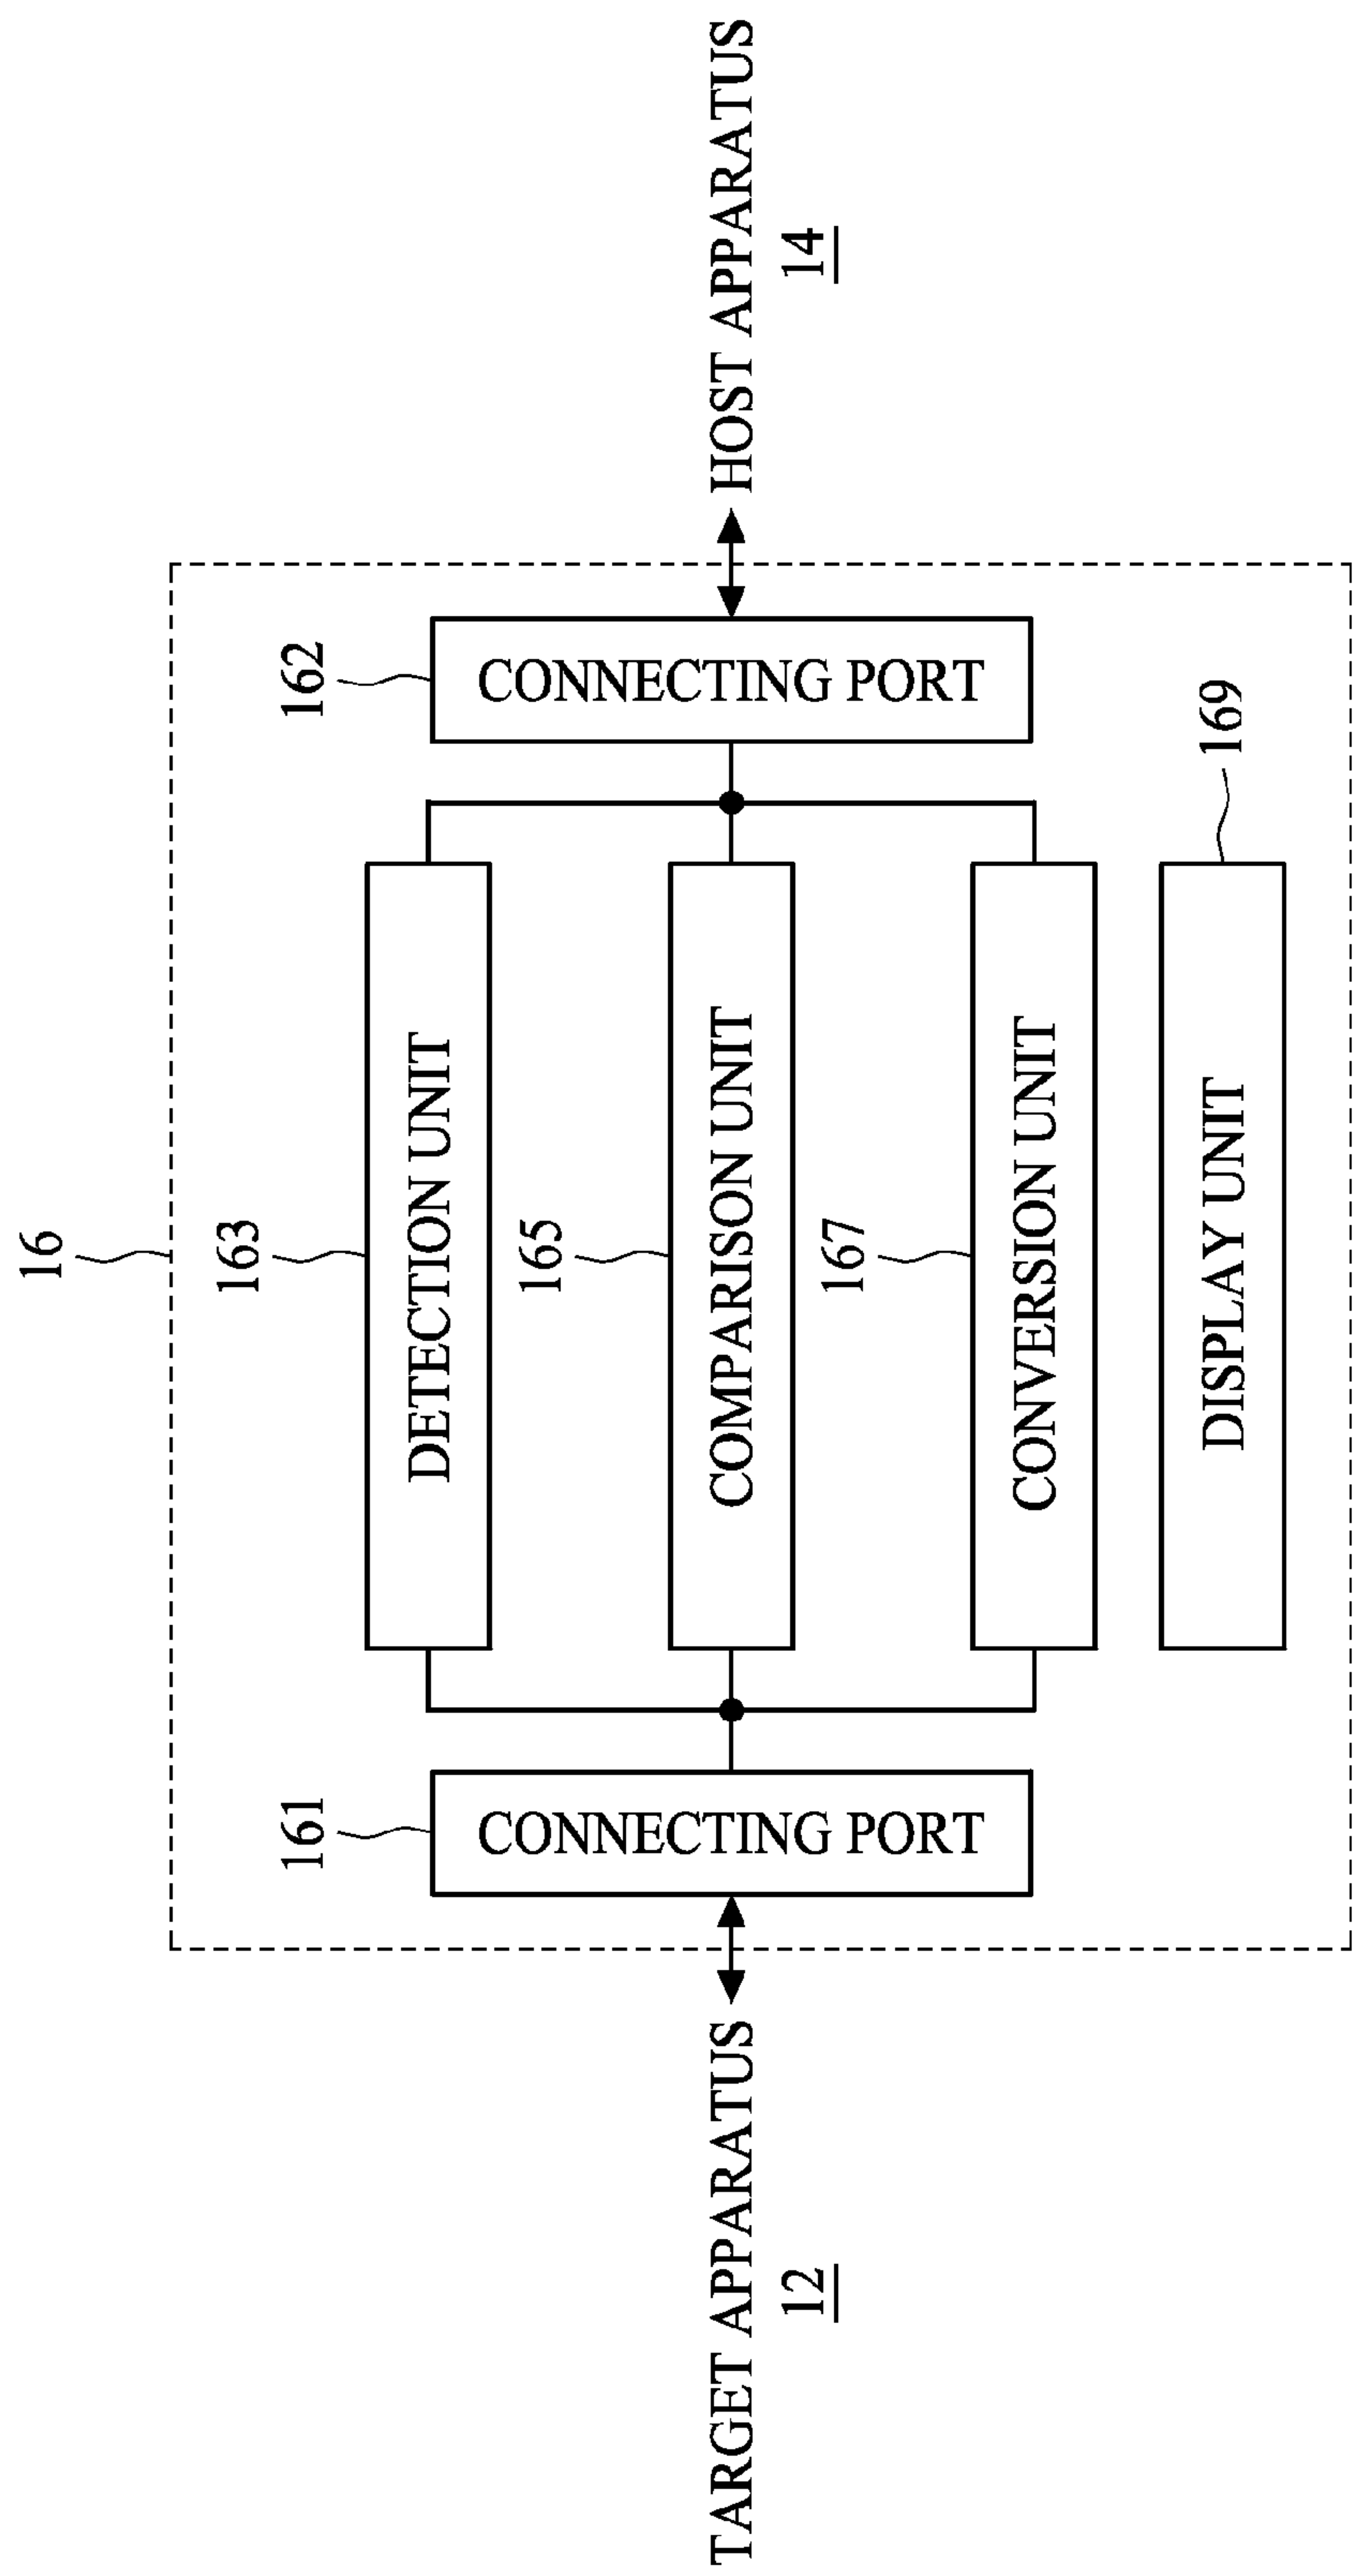 16
163
DETECTION UNIT
161
CONNECTING PORT
162
CONNECTING PORT
165
COMPARISON UNIT
TARGET APPARATUS
12
HOST APPARATUS
14
167
CONVERSION UNIT
DISPLAY UNIT
169